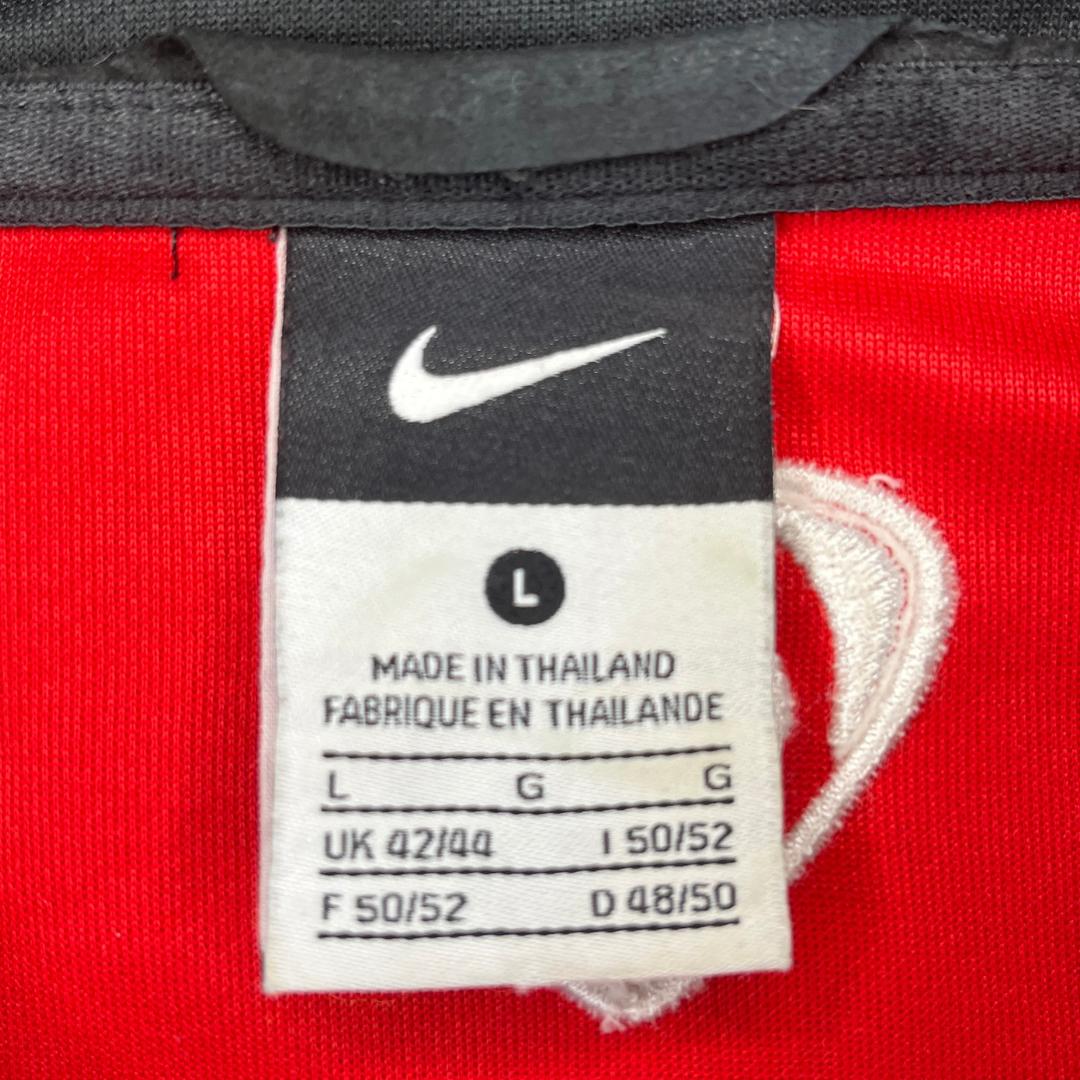 L
MADE IN THAILAND
FABRIQUE EN THAILANDE
L G G
UK 42/44 I 50/52
F 50/52 D 48/50